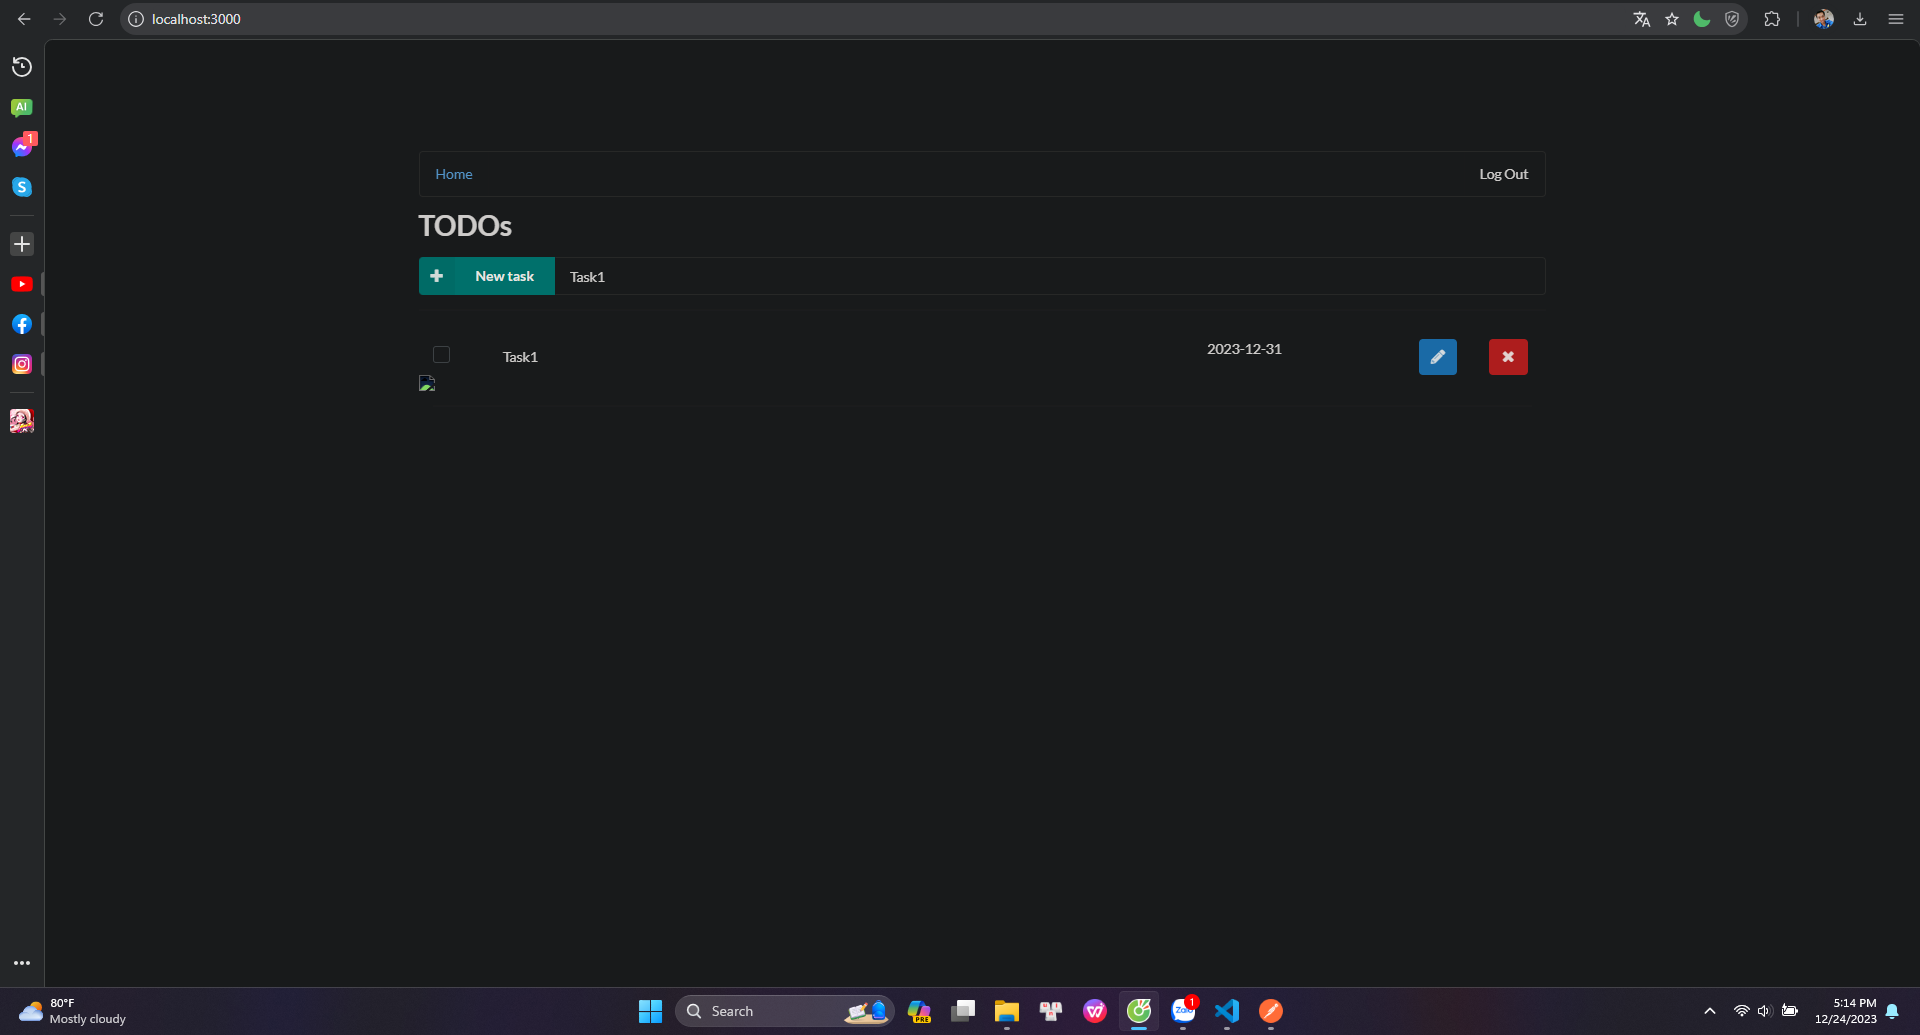 localhost:3000
AI
1
S
Home
Log Out
TODOs
New task
Task1
Task1
2023-12-31
80°F
Mostly cloudy
Search
PRE
Zalo
1
5:14 PM
12/24/2023